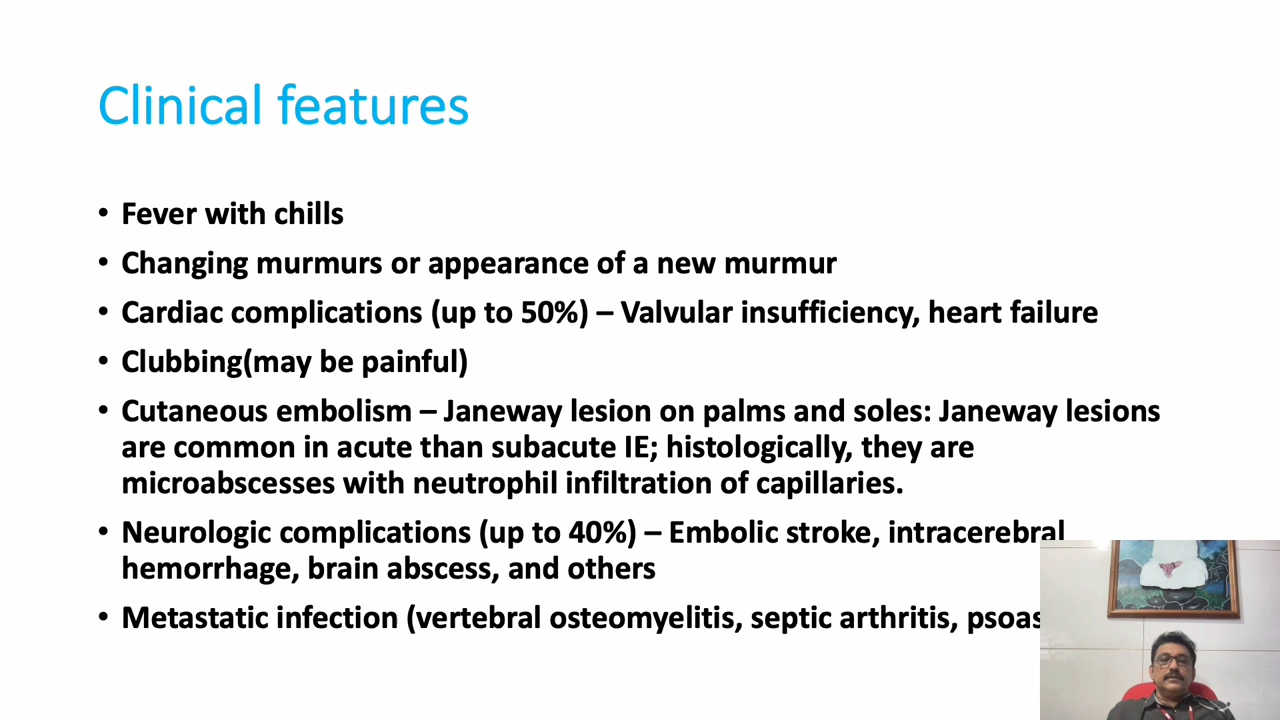 Clinical features
• Fever with chills
• Changing murmurs or appearance of a new murmur
• Cardiac complications (up to 50%) – Valvular insufficiency, heart failure
• Clubbing(may be painful)
• Cutaneous embolism – Janeway lesion on palms and soles: Janeway lesions
are common in acute than subacute IE; histologically, they are
microabscesses with neutrophil infiltration of capillaries.
• Neurologic complications (up to 40%) – Embolic stroke, intracerebral
hemorrhage, brain abscess, and others
• Metastatic infection (vertebral osteomyelitis, septic arthritis, psoas